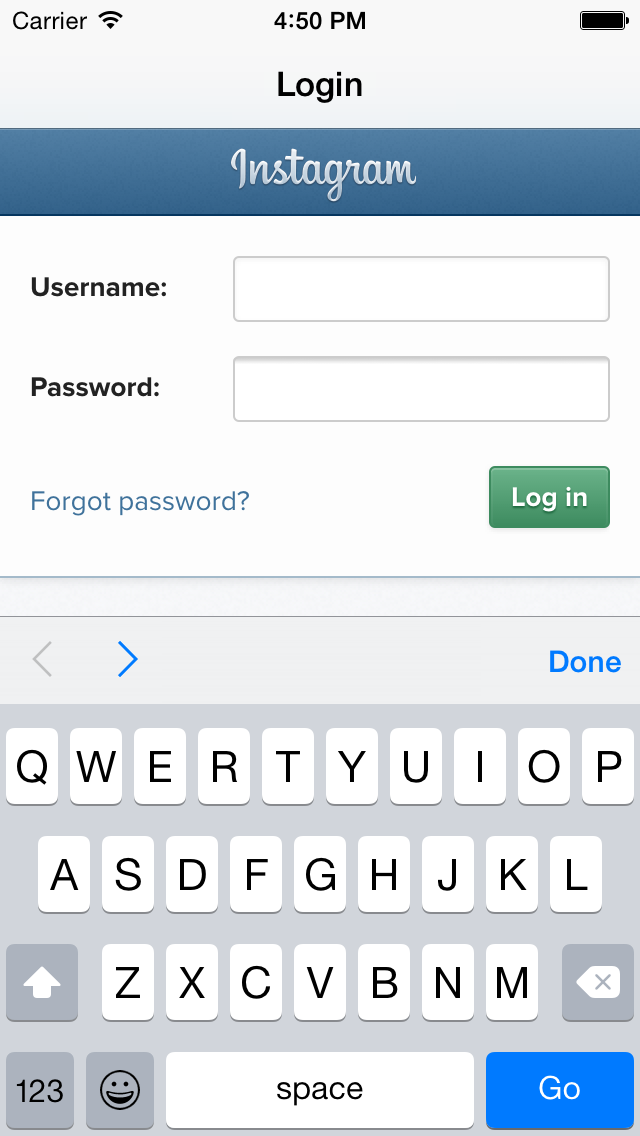 Carrier 4:50 PM
Login
Instagram
Username:
Password:
Forgot password? Log in
Done
Q W E R T Y U I O P
A S D F G H J K L
Z X C V B N M
123 space Go